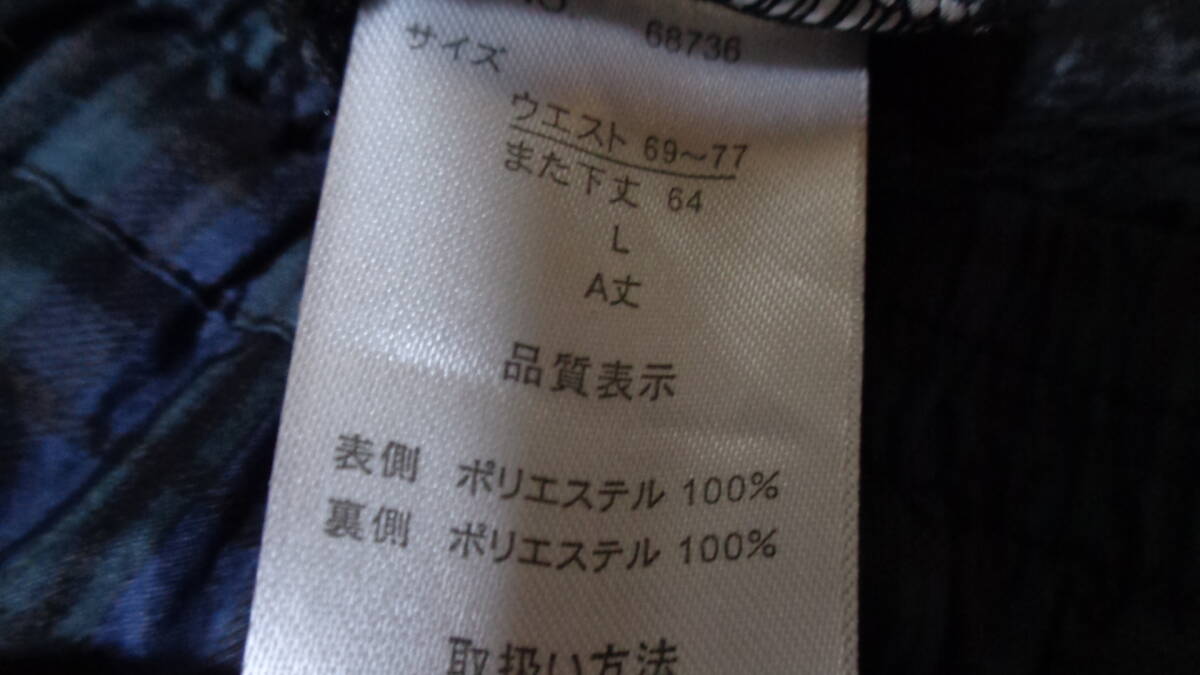 68736
サイズ
ウエスト 69～77
また下丈 64
L
A丈
品質表示
表側 ポリエステル 100%
裏側 ポリエステル 100%
取扱い方法